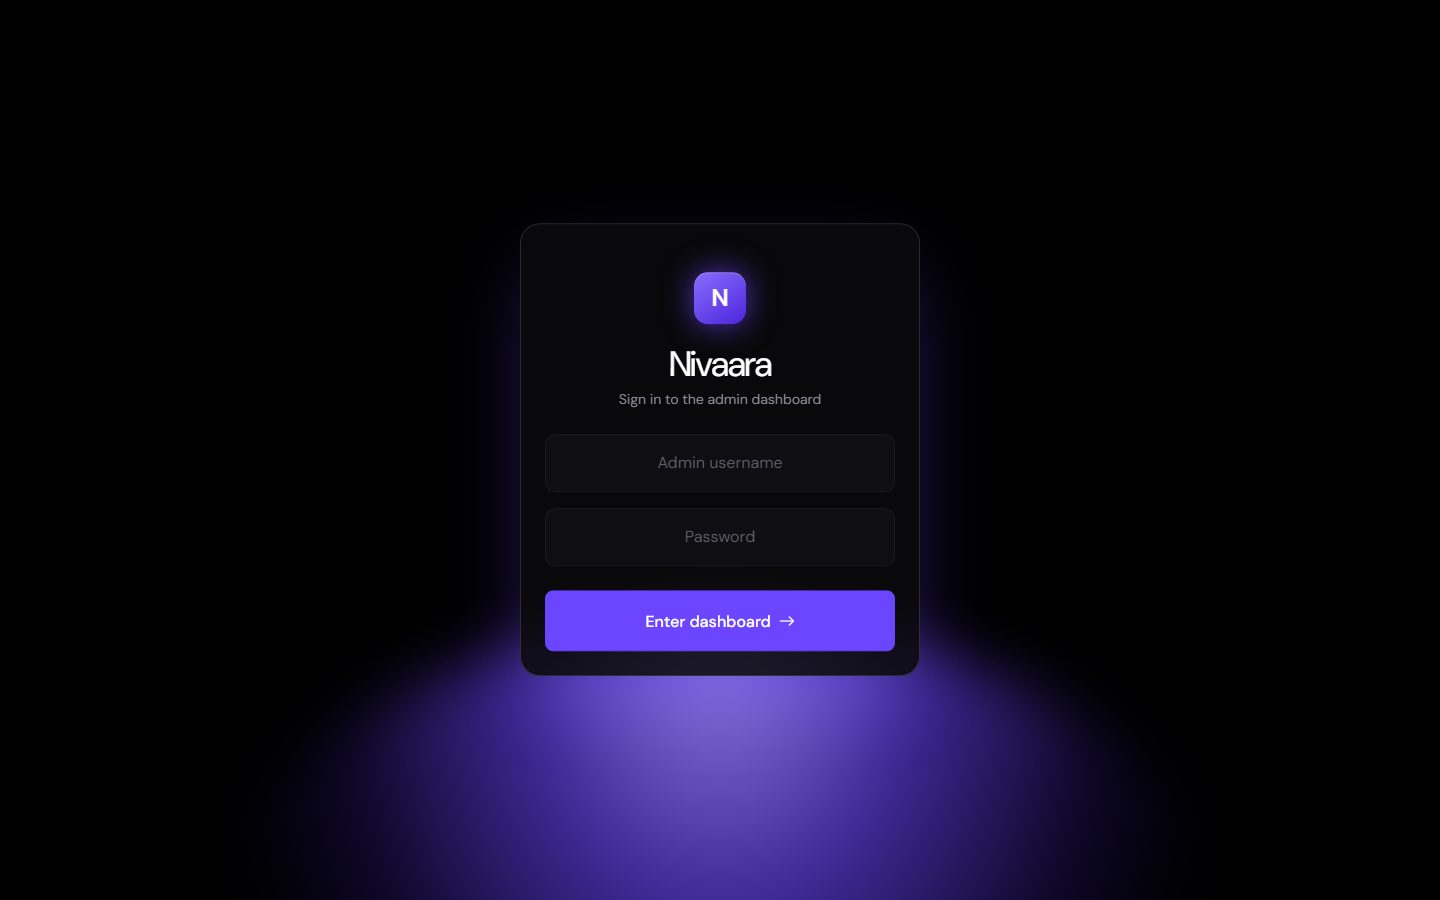 N
Nivaara
Sign in to the admin dashboard
Admin username
Password
Enter dashboard →